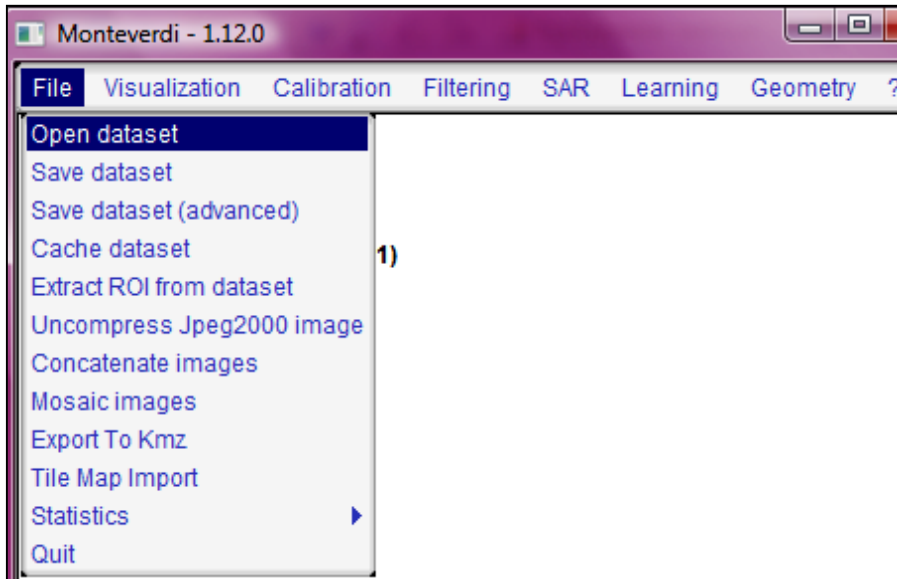 Monteverdi - 1.12.0
File Visualization Calibration Filtering SAR Learning Geometry ?
Open dataset
Save dataset
Save dataset (advanced)
Cache dataset
1)
Extract ROI from dataset
Uncompress Jpeg2000 image
Concatenate images
Mosaic images
Export To Kmz
Tile Map Import
Statistics
Quit